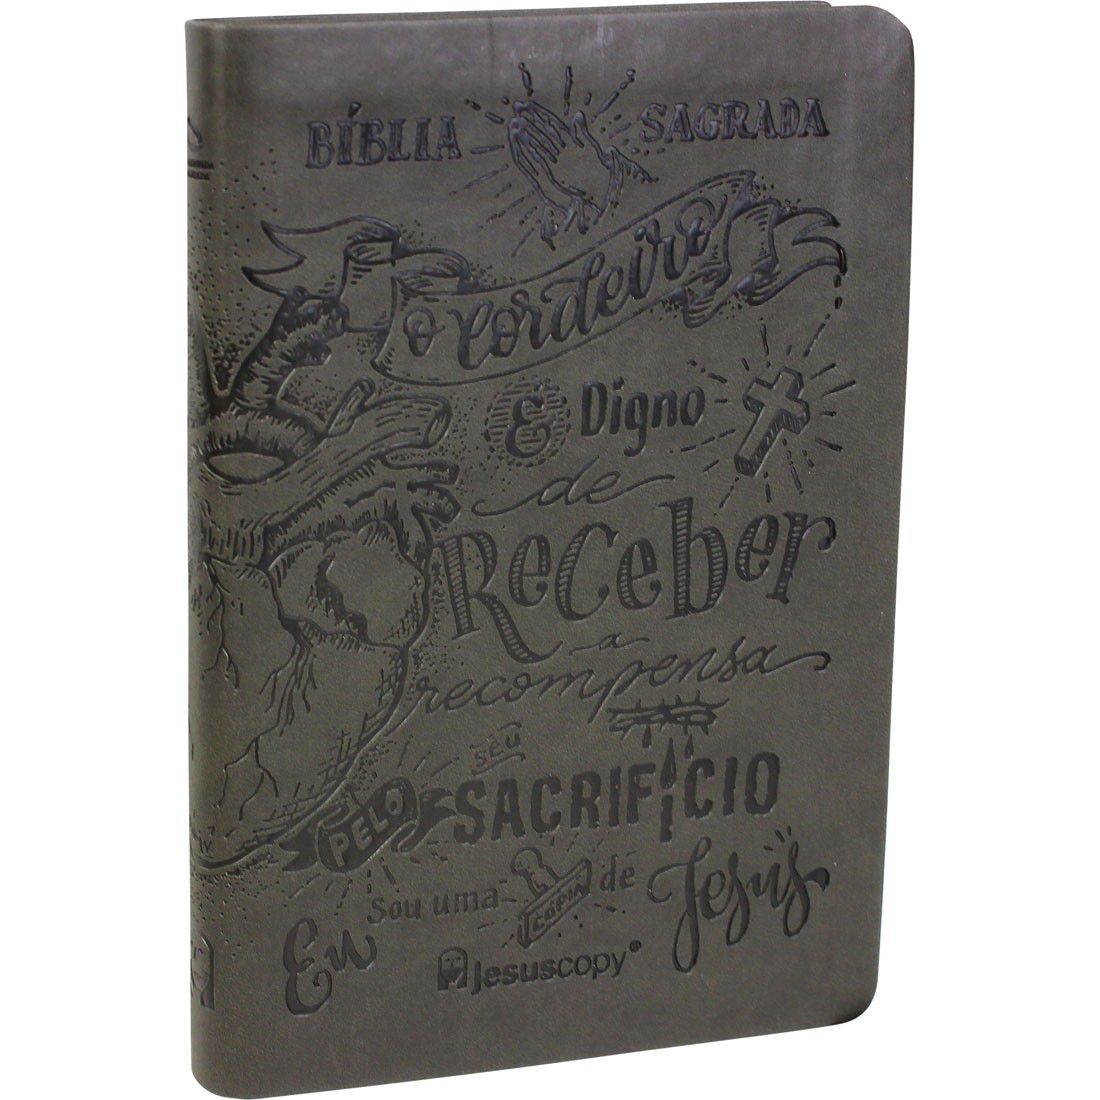 BÍBLIA SAGRADA
o cordeiro
É Digno
de
Receber
a
recompensa
PELO seu
SACRIFÍCIO
Eu sou uma CÓPIA de Jesus
Jesuscopy®